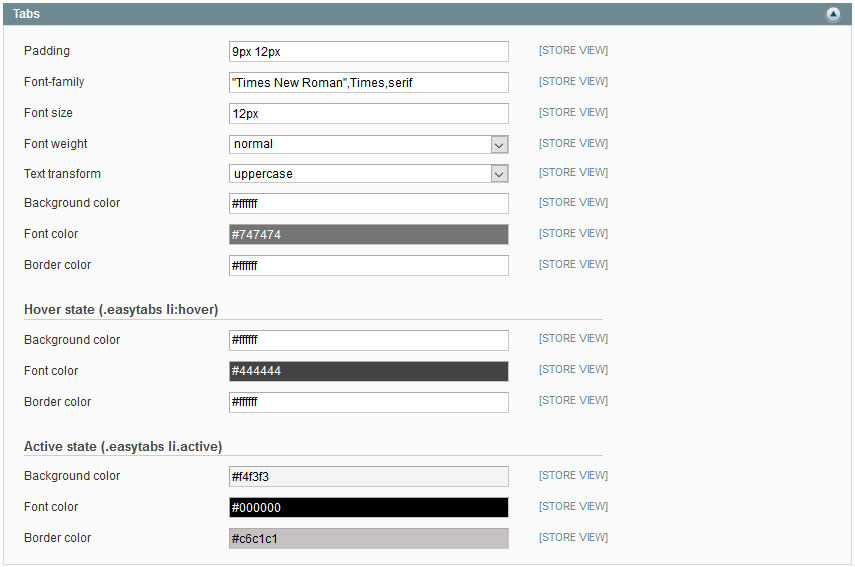 Tabs
Padding 9px 12px [STORE VIEW]
Font-family "Times New Roman",Times,serif [STORE VIEW]
Font size 12px [STORE VIEW]
Font weight normal [STORE VIEW]
Text transform uppercase [STORE VIEW]
Background color #ffffff [STORE VIEW]
Font color #747474 [STORE VIEW]
Border color #ffffff [STORE VIEW]
Hover state (.easytabs li:hover)
Background color #ffffff [STORE VIEW]
Font color #444444 [STORE VIEW]
Border color #ffffff [STORE VIEW]
Active state (.easytabs li.active)
Background color #f4f3f3 [STORE VIEW]
Font color #000000 [STORE VIEW]
Border color #c6c1c1 [STORE VIEW]